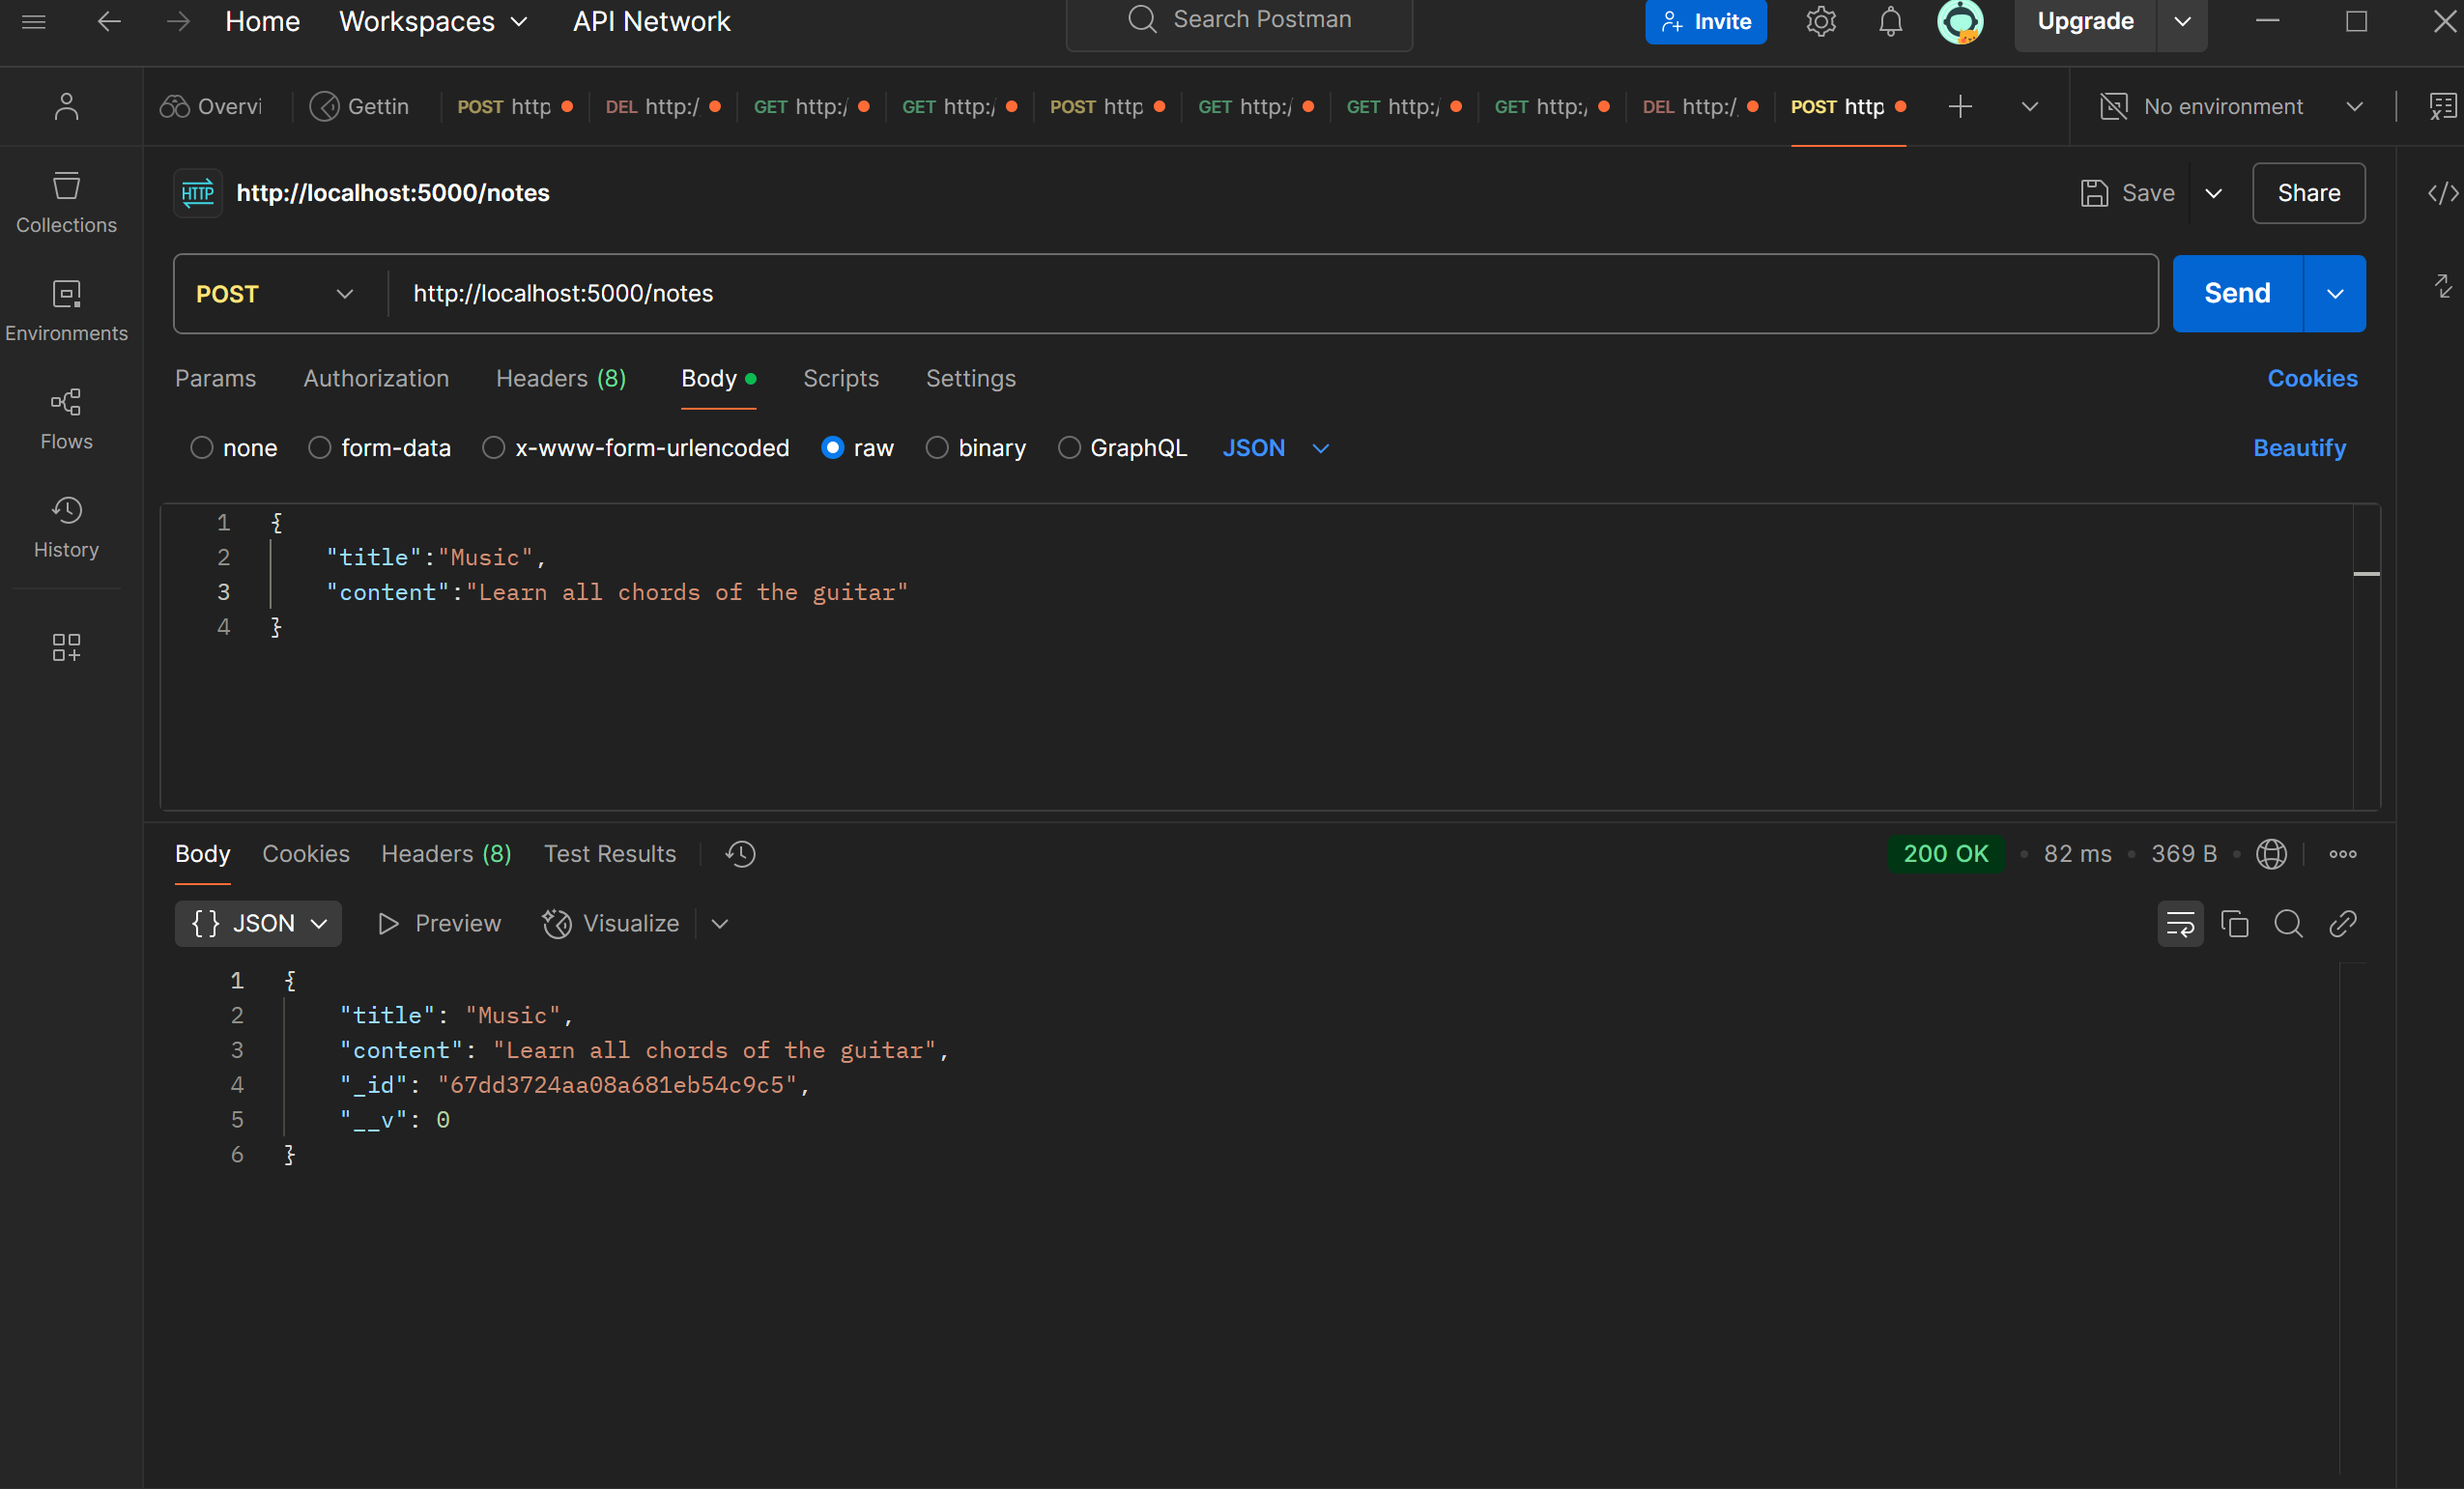 Home Workspaces API Network Search Postman Invite Upgrade
Overvi Gettin POST http DEL http:/ GET http:/ GET http:/ POST http GET http:/ GET http:/ GET http:/ DEL http:/ POST http No environment
HTTP http://localhost:5000/notes Save Share
Collections
POST http://localhost:5000/notes Send
Environments
Params Authorization Headers (8) Body Scripts Settings Cookies
Flows
none form-data x-www-form-urlencoded raw binary GraphQL JSON Beautify
History
1 {
2 "title":"Music",
3 "content":"Learn all chords of the guitar"
4 }
Body Cookies Headers (8) Test Results 200 OK • 82 ms • 369 B •
{} JSON Preview Visualize
1 {
2 "title": "Music",
3 "content": "Learn all chords of the guitar",
4 "_id": "67dd3724aa08a681eb54c9c5",
5 "__v": 0
6 }